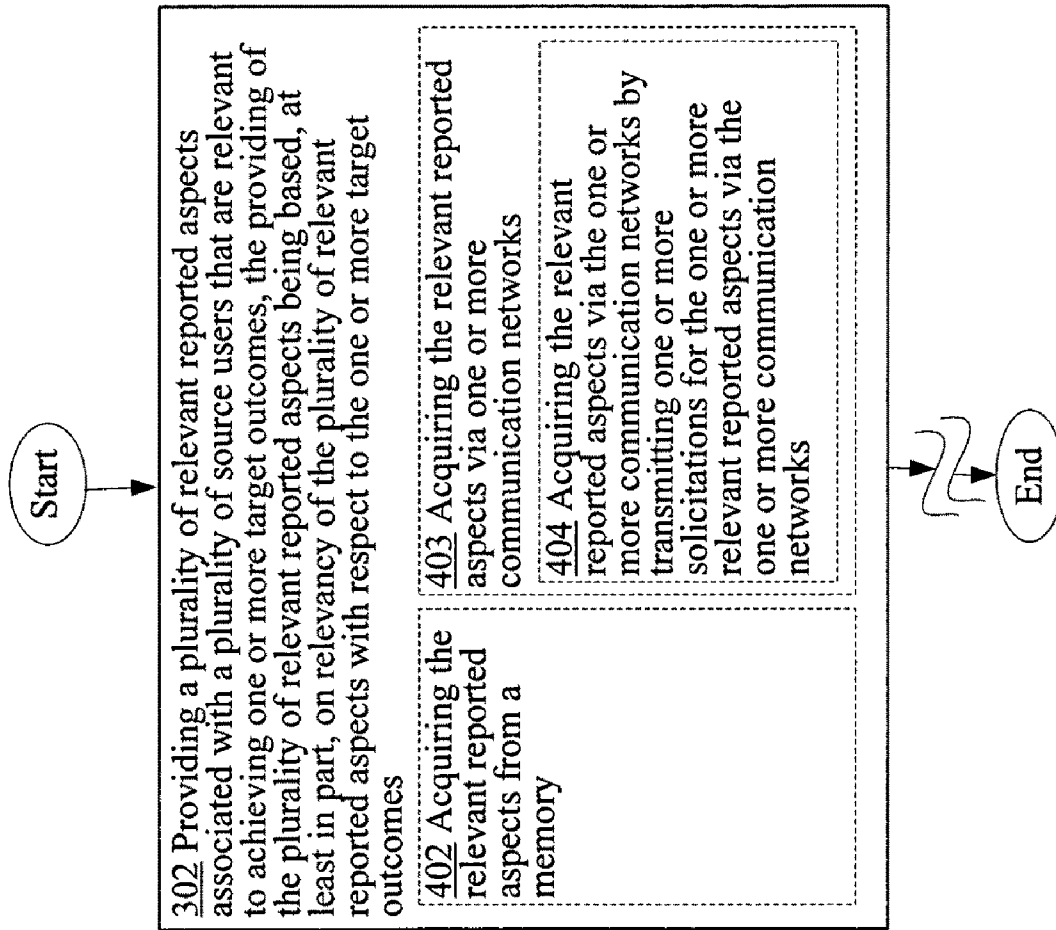 Start
302 Providing a plurality of relevant reported aspects
associated with a plurality of source users that are relevant
to achieving one or more target outcomes, the providing of
the plurality of relevant reported aspects being based, at
least in part, on relevancy of the plurality of relevant
reported aspects with respect to the one or more target
outcomes
402 Acquiring the
relevant reported
aspects from a
memory
403 Acquiring the relevant reported
aspects via one or more
communication networks
404 Acquiring the relevant
reported aspects via the one or
more communication networks by
transmitting one or more
solicitations for the one or more
relevant reported aspects via the
one or more communication
networks
End